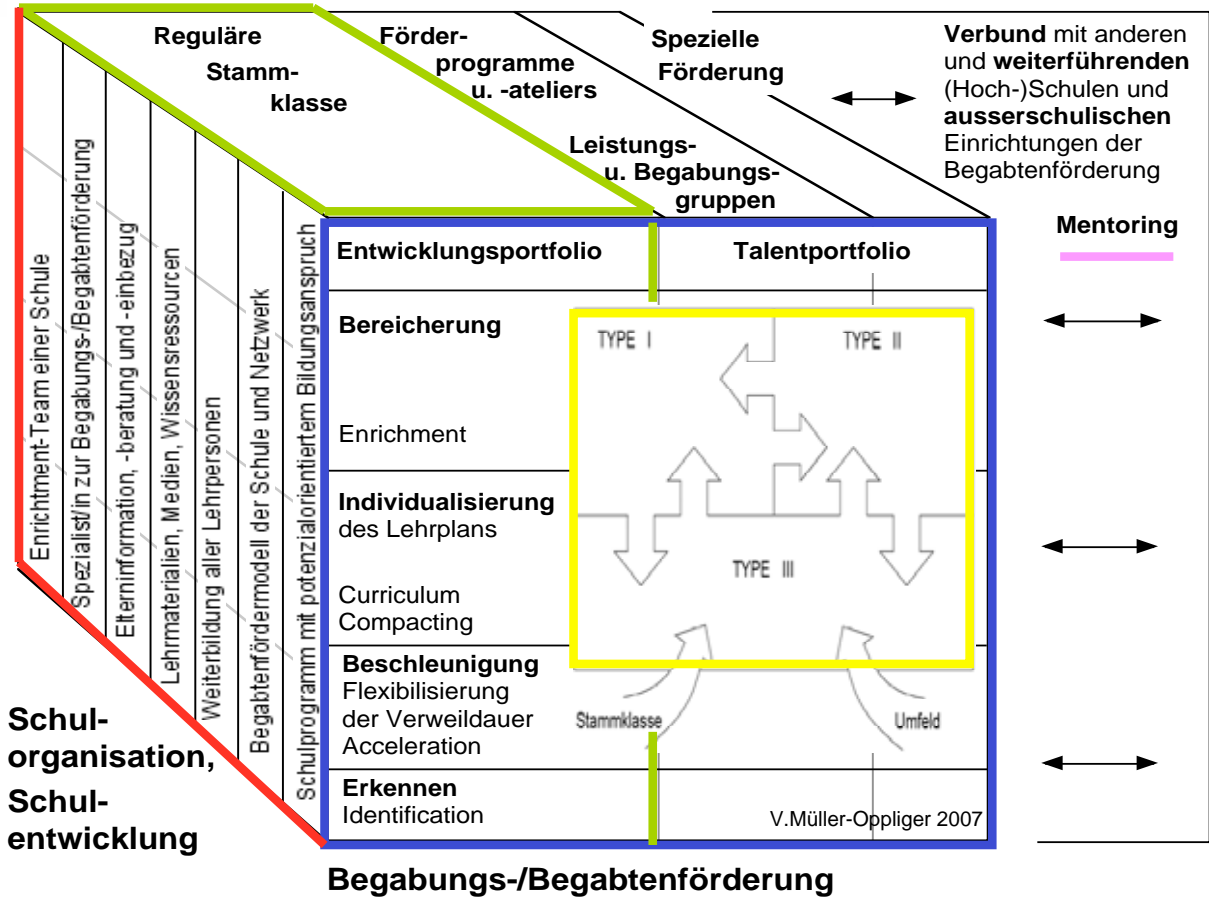 Reguläre
Stamm-
klasse
Förder-
programme
u. -ateliers
Spezielle
Förderung
Leistungs-
u. Begabungs-
gruppen
Verbund mit anderen
und weiterführenden
(Hoch-)Schulen und
ausserschulischen
Einrichtungen der
Begabtenförderung
Mentoring
Enrichtment-Team einer Schule
Spezialist/in zur Begabungs-/Begabtenförderung
Elterninformation, -beratung und -einbezug
Lehrmaterialien, Medien, Wissensressourcen
Weiterbildung aller Lehrpersonen
Begabtenfördermodell der Schule und Netzwerk
Schulprogramm mit potenzialorientiertem Bildungsanspruch
Entwicklungsportfolio
Talentportfolio
Bereicherung
Enrichment
TYPE I
TYPE II
Individualisierung
des Lehrplans
Curriculum
Compacting
TYPE III
Beschleunigung
Flexibilisierung
der Verweildauer
Acceleration
Stammklasse
Umfeld
Erkennen
Identification
V.Müller-Oppliger 2007
Schul-
organisation,
Schul-
entwicklung
Begabungs-/Begabtenförderung